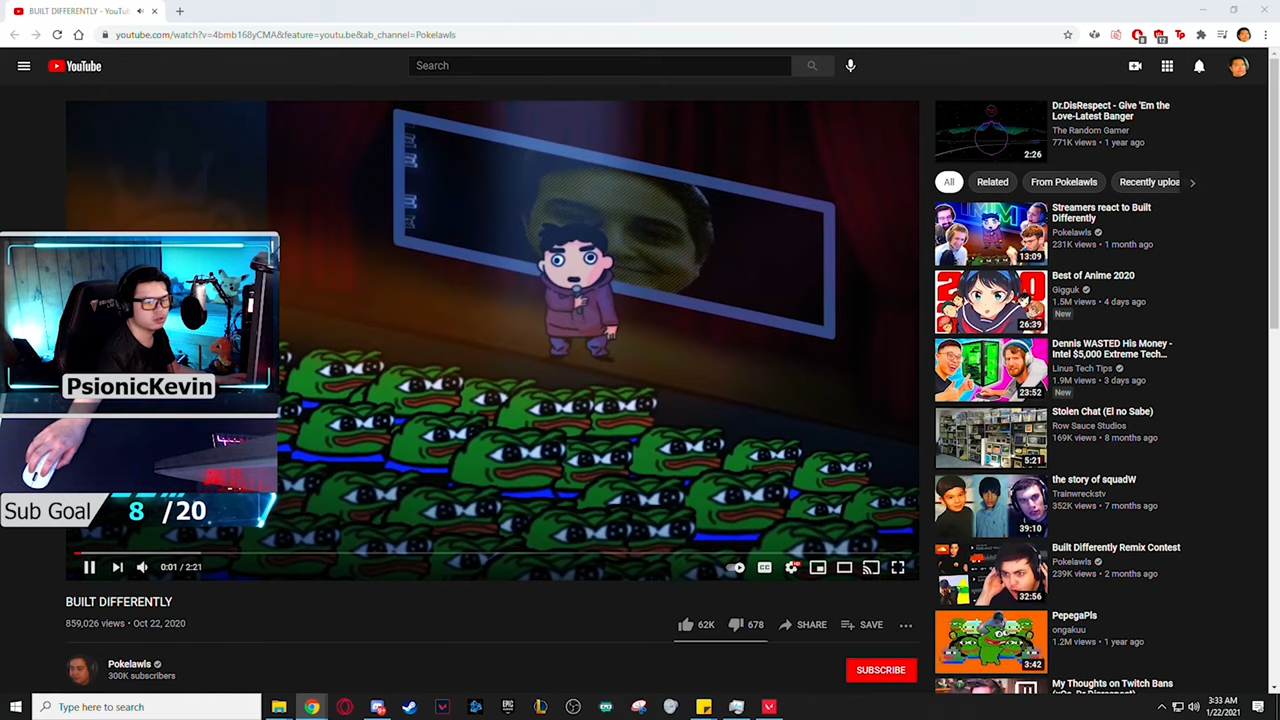 BUILT DIFFERENTLY - YouTu
youtube.com/watch?v=4bmb168yCMA&feature=youtu.be&ab_channel=Pokelawls
8
12
TP
YouTube
Search
PsionicKevin
Sub Goal 8 /20
0:01 / 2:21
CC
BUILT DIFFERENTLY
859,026 views • Oct 22, 2020
62K
678
SHARE
SAVE
Pokelawls
300K subscribers
SUBSCRIBE
Dr.DisRespect - Give 'Em the
Love-Latest Banger
The Random Gamer
771K views • 1 year ago
2:26
All
Related
From Pokelawls
Recently uploa
Streamers react to Built
Differently
Pokelawls
231K views • 1 month ago
13:09
Best of Anime 2020
Gigguk
1.5M views • 4 days ago
New
26:39
Dennis WASTED His Money -
Intel $5,000 Extreme Tech...
Linus Tech Tips
1.9M views • 3 days ago
New
23:52
Stolen Chat (El no Sabe)
Row Sauce Studios
169K views • 8 months ago
5:21
the story of squadW
Trainwreckstv
352K views • 7 months ago
39:10
Built Differently Remix Contest
Pokelawls
239K views • 2 months ago
32:56
PepegaPls
ongakuu
1.2M views • 1 year ago
3:42
My Thoughts on Twitch Bans
Type here to search
EPIC
3:33 AM
1/22/2021